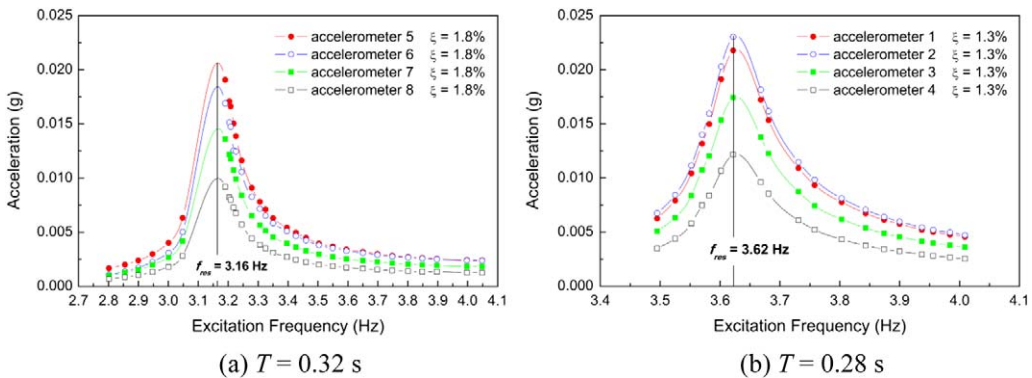 0.025
0.020
0.015
0.010
0.005
0.000
Acceleration (g)
accelerometer 5 ξ = 1.8%
accelerometer 6 ξ = 1.8%
accelerometer 7 ξ = 1.8%
accelerometer 8 ξ = 1.8%
f_res = 3.16 Hz
2.7 2.8 2.9 3.0 3.1 3.2 3.3 3.4 3.5 3.6 3.7 3.8 3.9 4.0 4.1
Excitation Frequency (Hz)
(a) T = 0.32 s
0.025
0.020
0.015
0.010
0.005
0.000
Acceleration (g)
accelerometer 1 ξ = 1.3%
accelerometer 2 ξ = 1.3%
accelerometer 3 ξ = 1.3%
accelerometer 4 ξ = 1.3%
f_res = 3.62 Hz
3.4 3.5 3.6 3.7 3.8 3.9 4.0 4.1
Excitation Frequency (Hz)
(b) T = 0.28 s